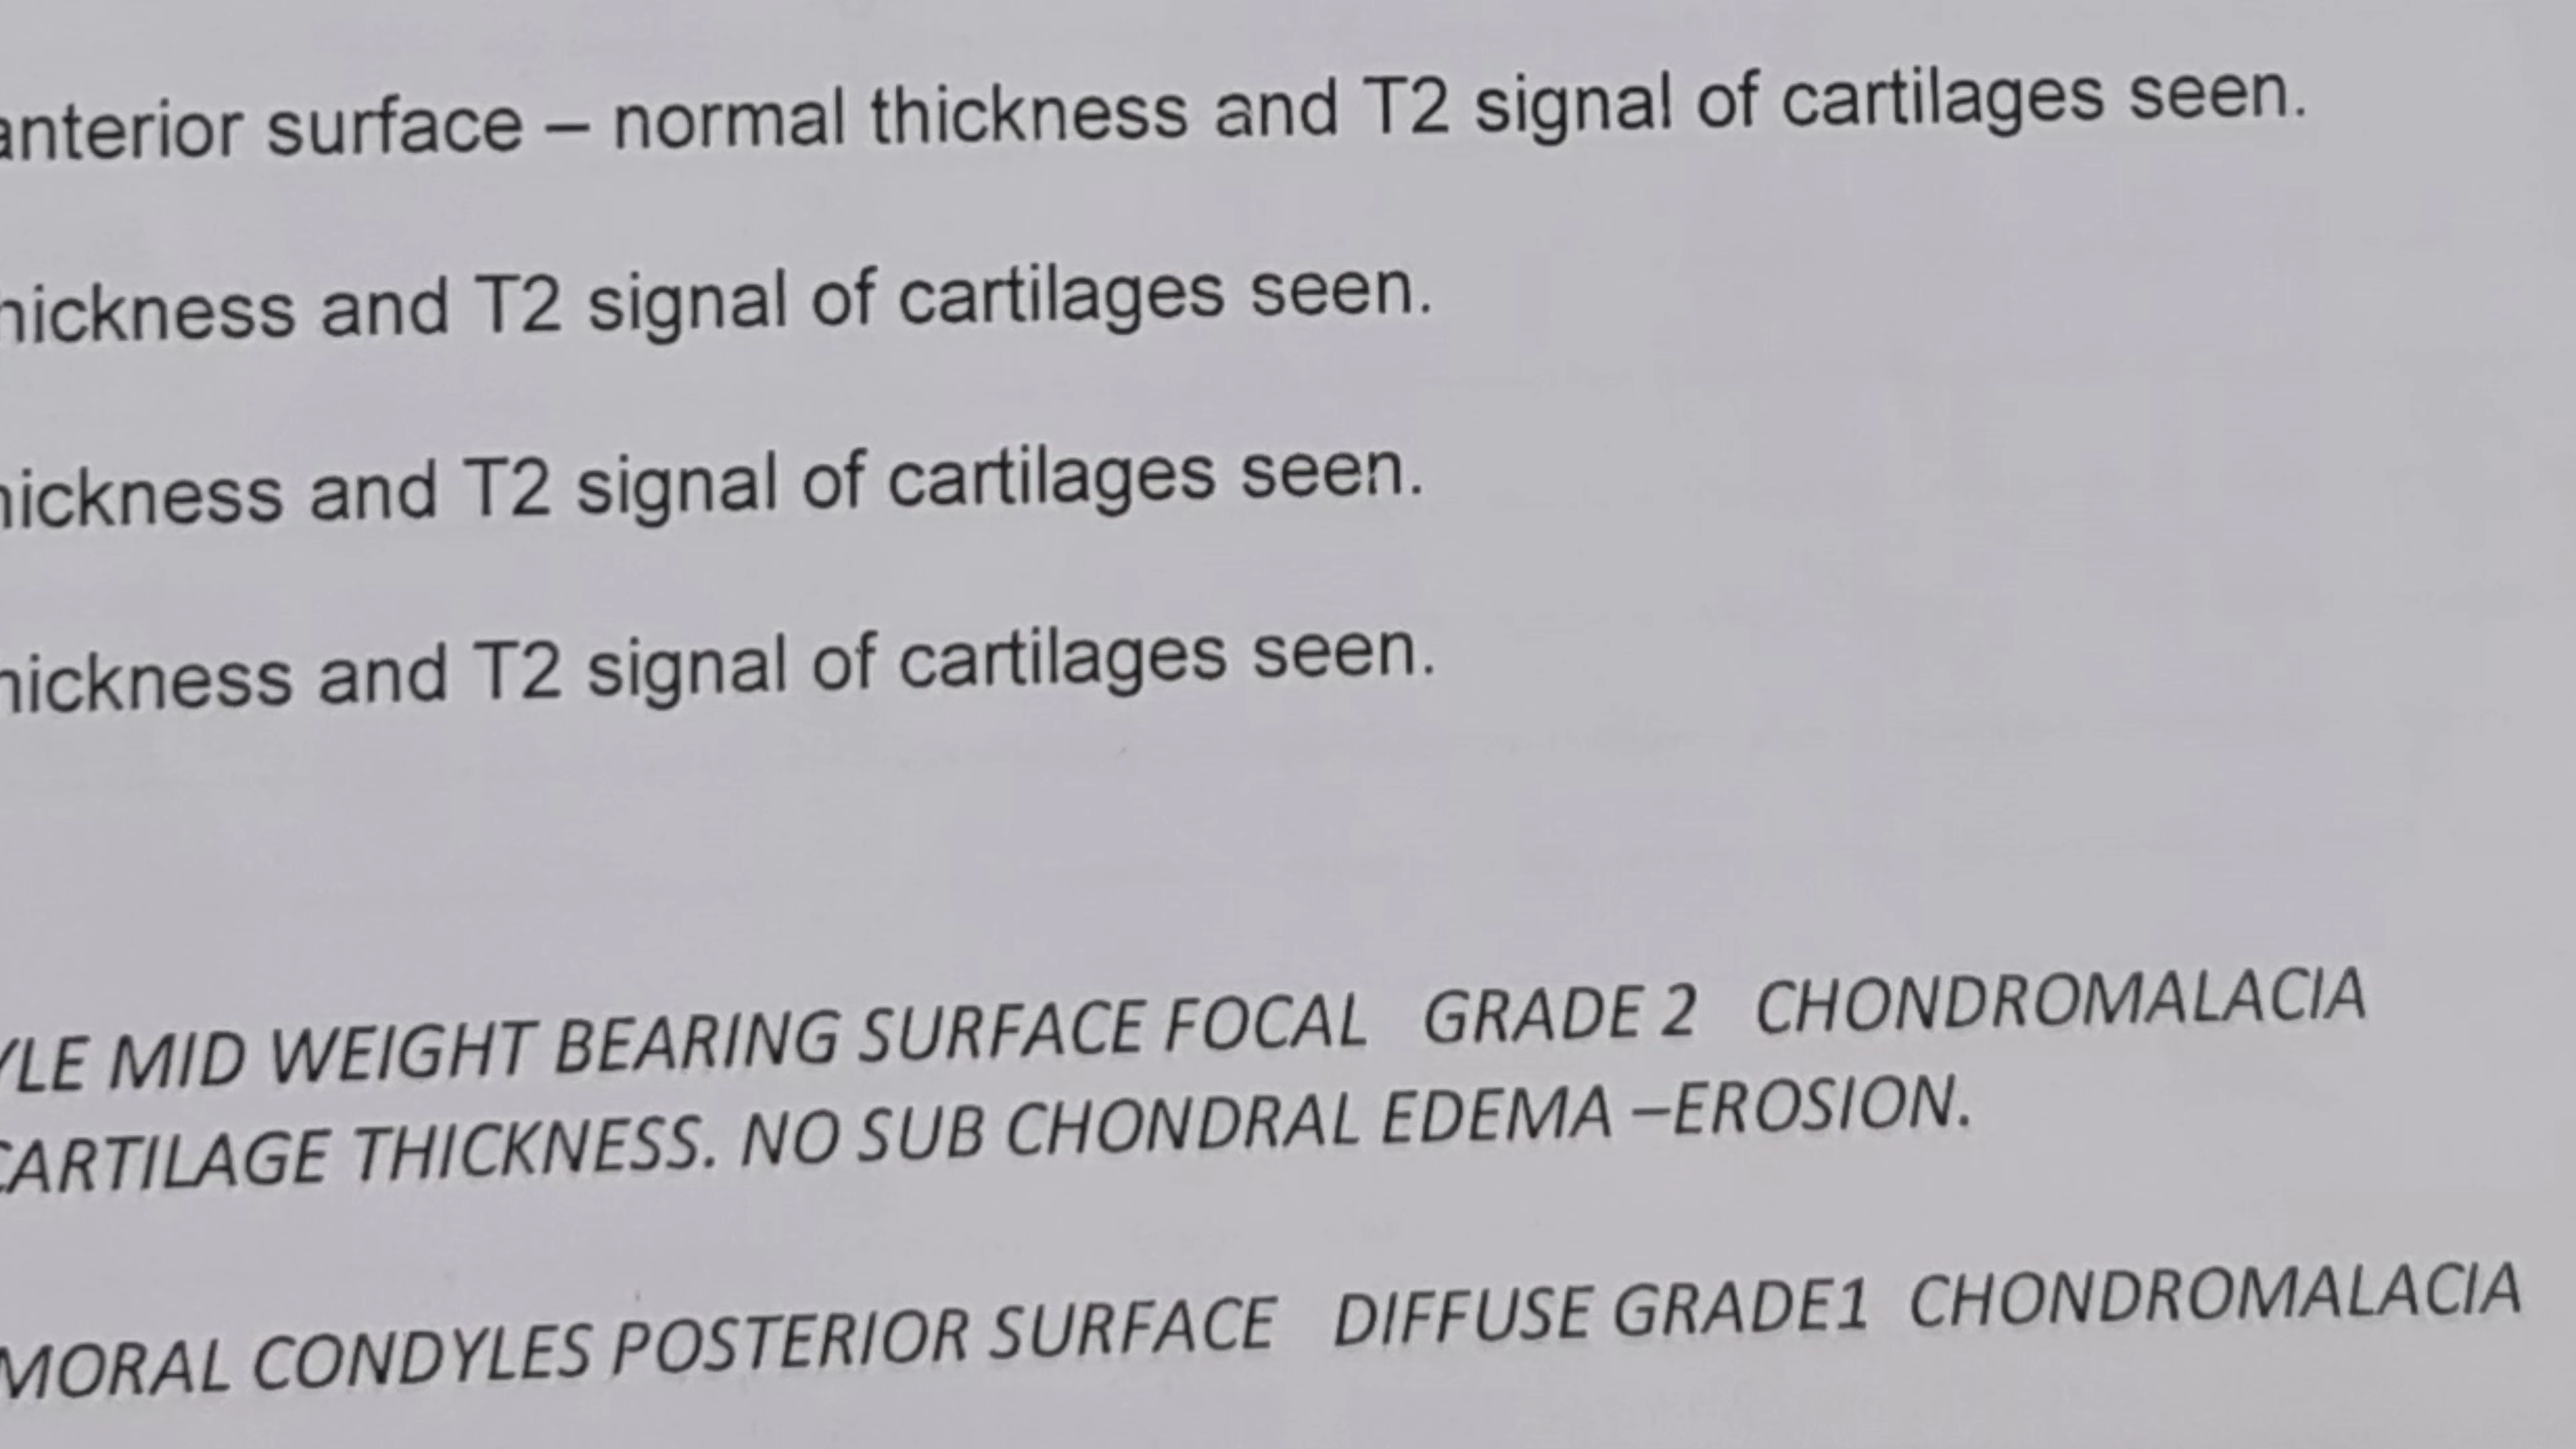 anterior surface – normal thickness and T2 signal of cartilages seen.
hickness and T2 signal of cartilages seen.
hickness and T2 signal of cartilages seen.
hickness and T2 signal of cartilages seen.
YLE MID WEIGHT BEARING SURFACE FOCAL GRADE 2 CHONDROMALACIA
CARTILAGE THICKNESS. NO SUB CHONDRAL EDEMA –EROSION.
MORAL CONDYLES POSTERIOR SURFACE DIFFUSE GRADE1 CHONDROMALACIA